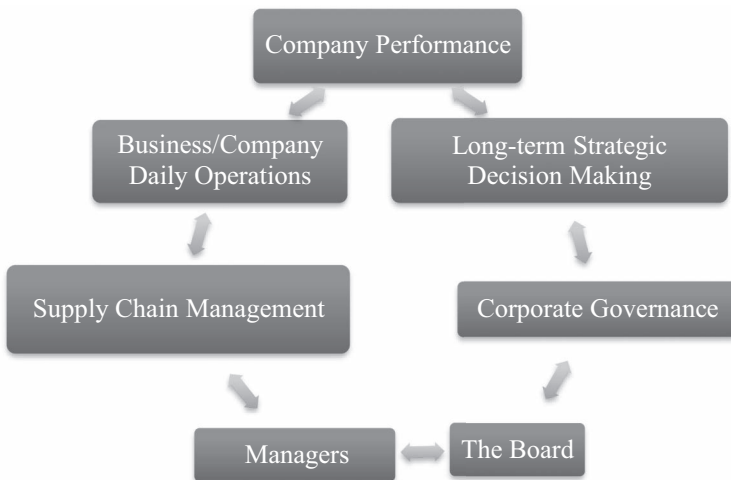 Company Performance
Business/Company
Daily Operations
Long-term Strategic
Decision Making
Supply Chain Management
Corporate Governance
Managers
The Board